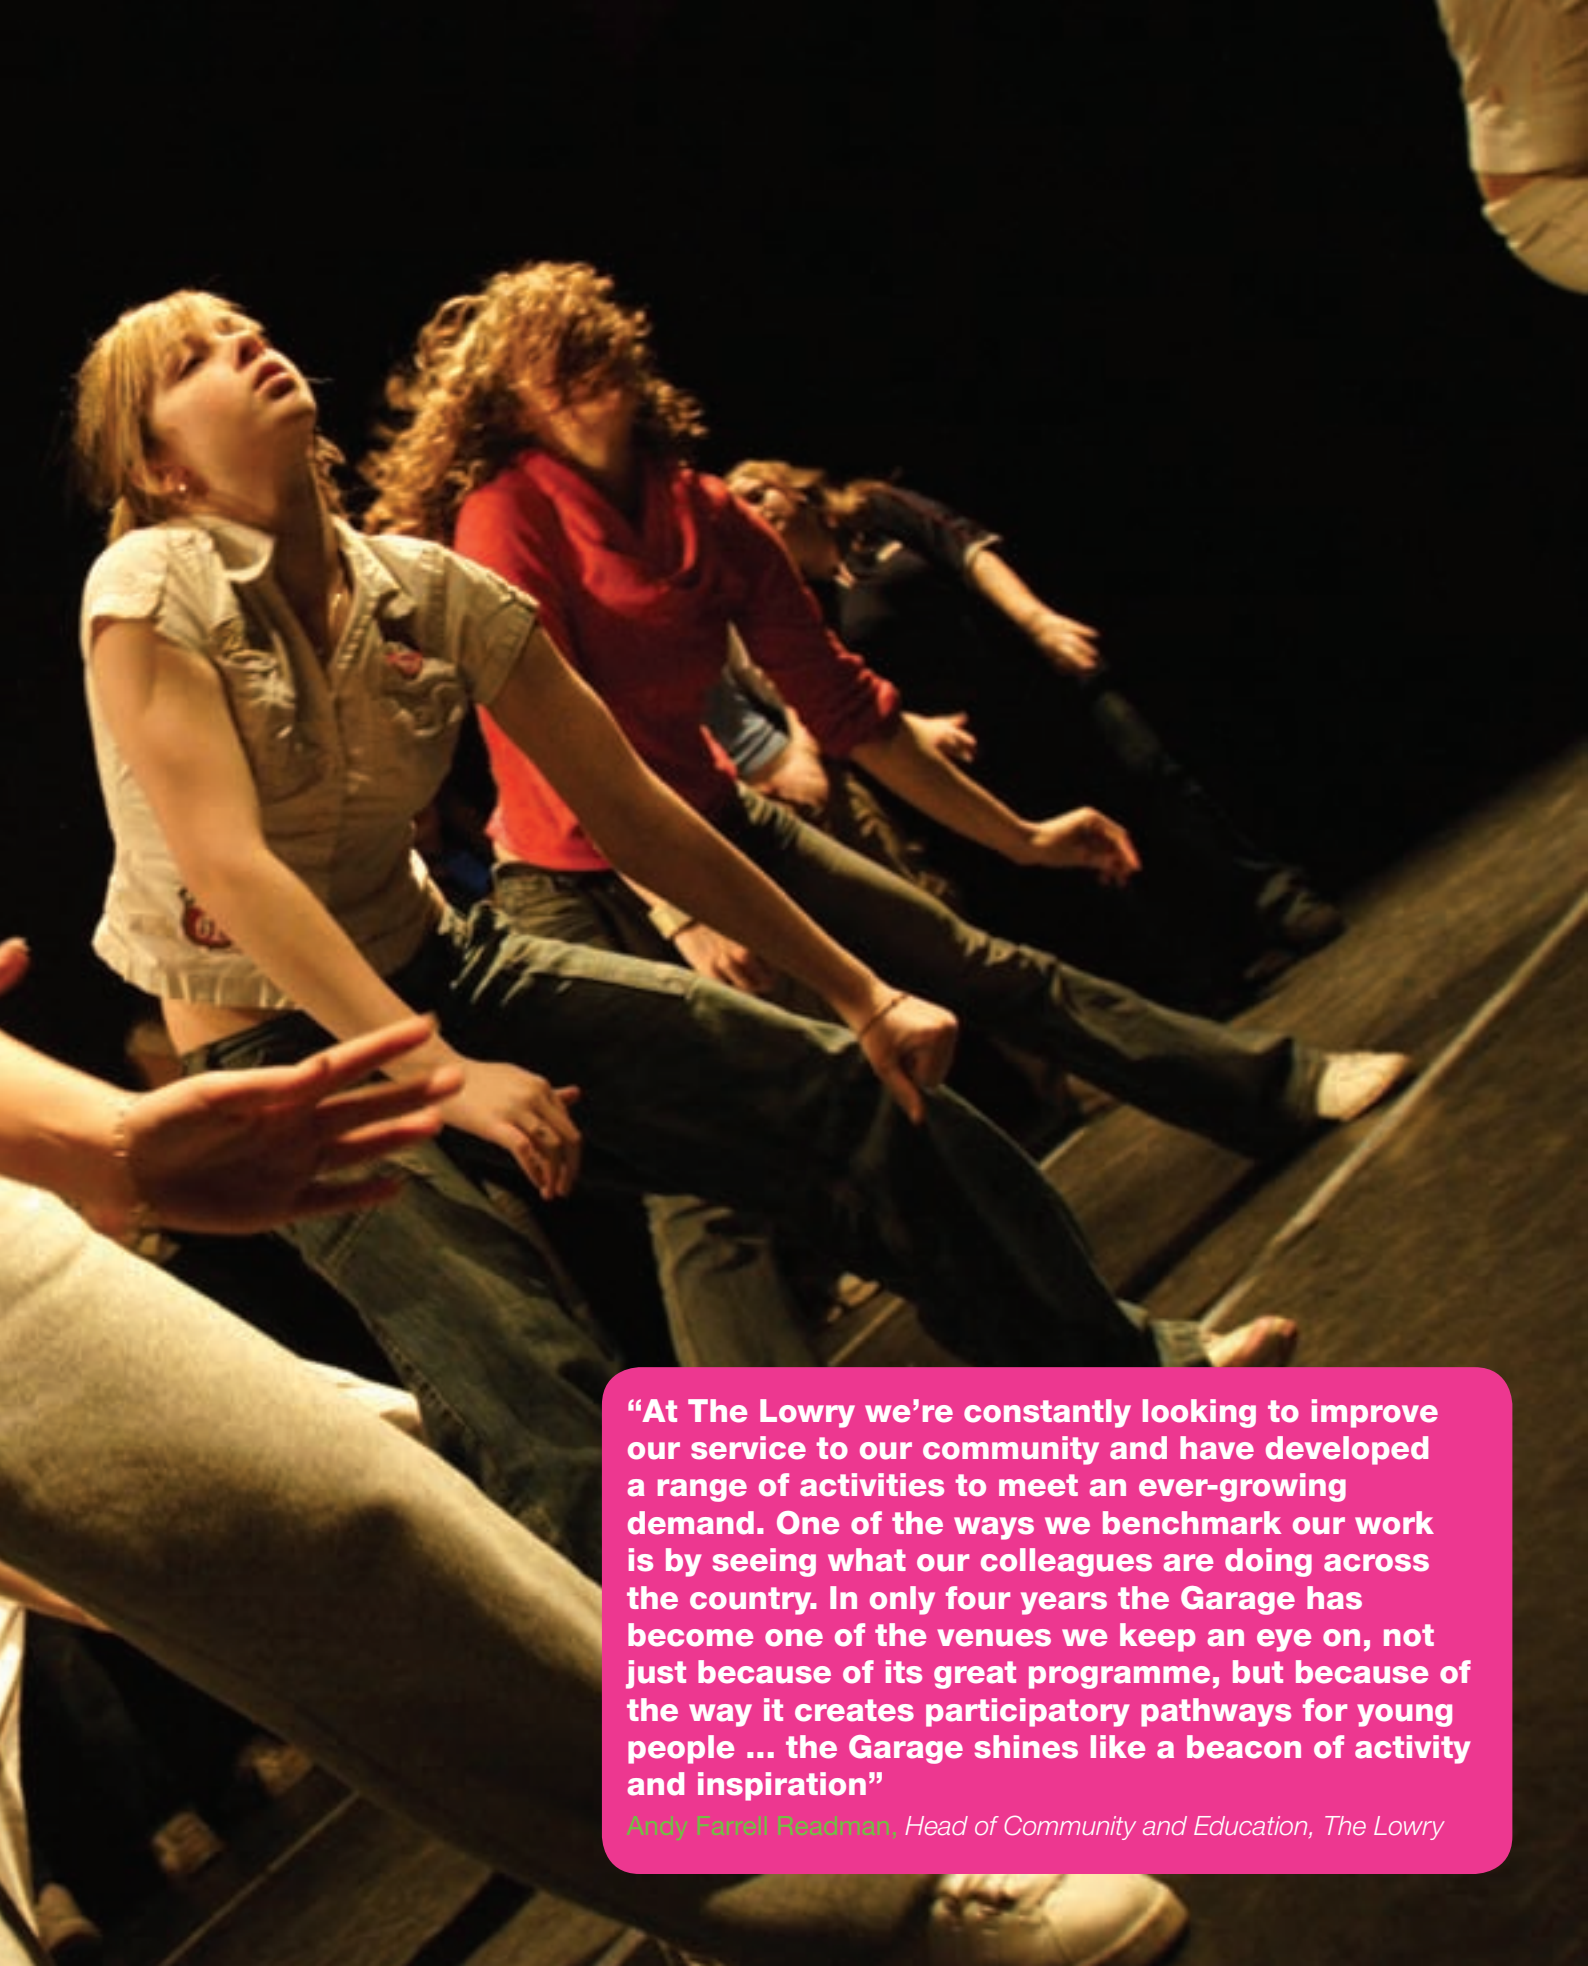 “At The Lowry we’re constantly looking to improve
our service to our community and have developed
a range of activities to meet an ever-growing
demand. One of the ways we benchmark our work
is by seeing what our colleagues are doing across
the country. In only four years the Garage has
become one of the venues we keep an eye on, not
just because of its great programme, but because of
the way it creates participatory pathways for young
people ... the Garage shines like a beacon of activity
and inspiration”
Andy Farrell Readman, Head of Community and Education, The Lowry